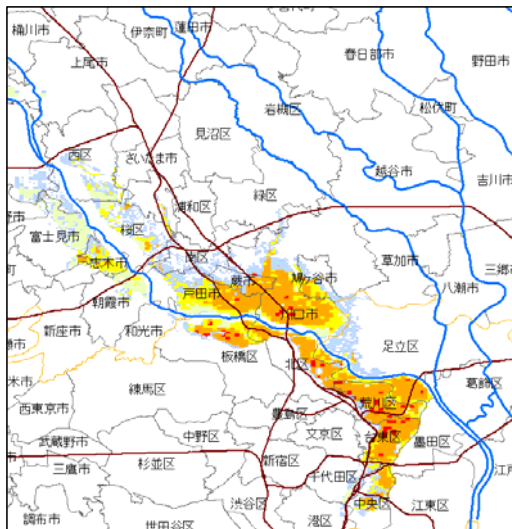 桶川市
伊奈町
蓮田市
春日部市
野田市
上尾市
松伏町
岩槻区
見沼区
西区
さいたま市
越谷市
吉川市
緑区
浦和区
桜区
富士見市
南区
草加市
三郷
志木市
蕨市
鳩ヶ谷市
八潮市
戸田市
朝霞市
川口市
新座市
和光市
足立区
板橋区
北区
葛飾区
米市
練馬区
西東京市
豊島区
荒川区
文京区
台東区
墨田区
武蔵野市
中野区
三鷹市
杉並区
新宿区
千代田区
江戸
渋谷区
中央区
江東区
調布市
世田谷区
港区